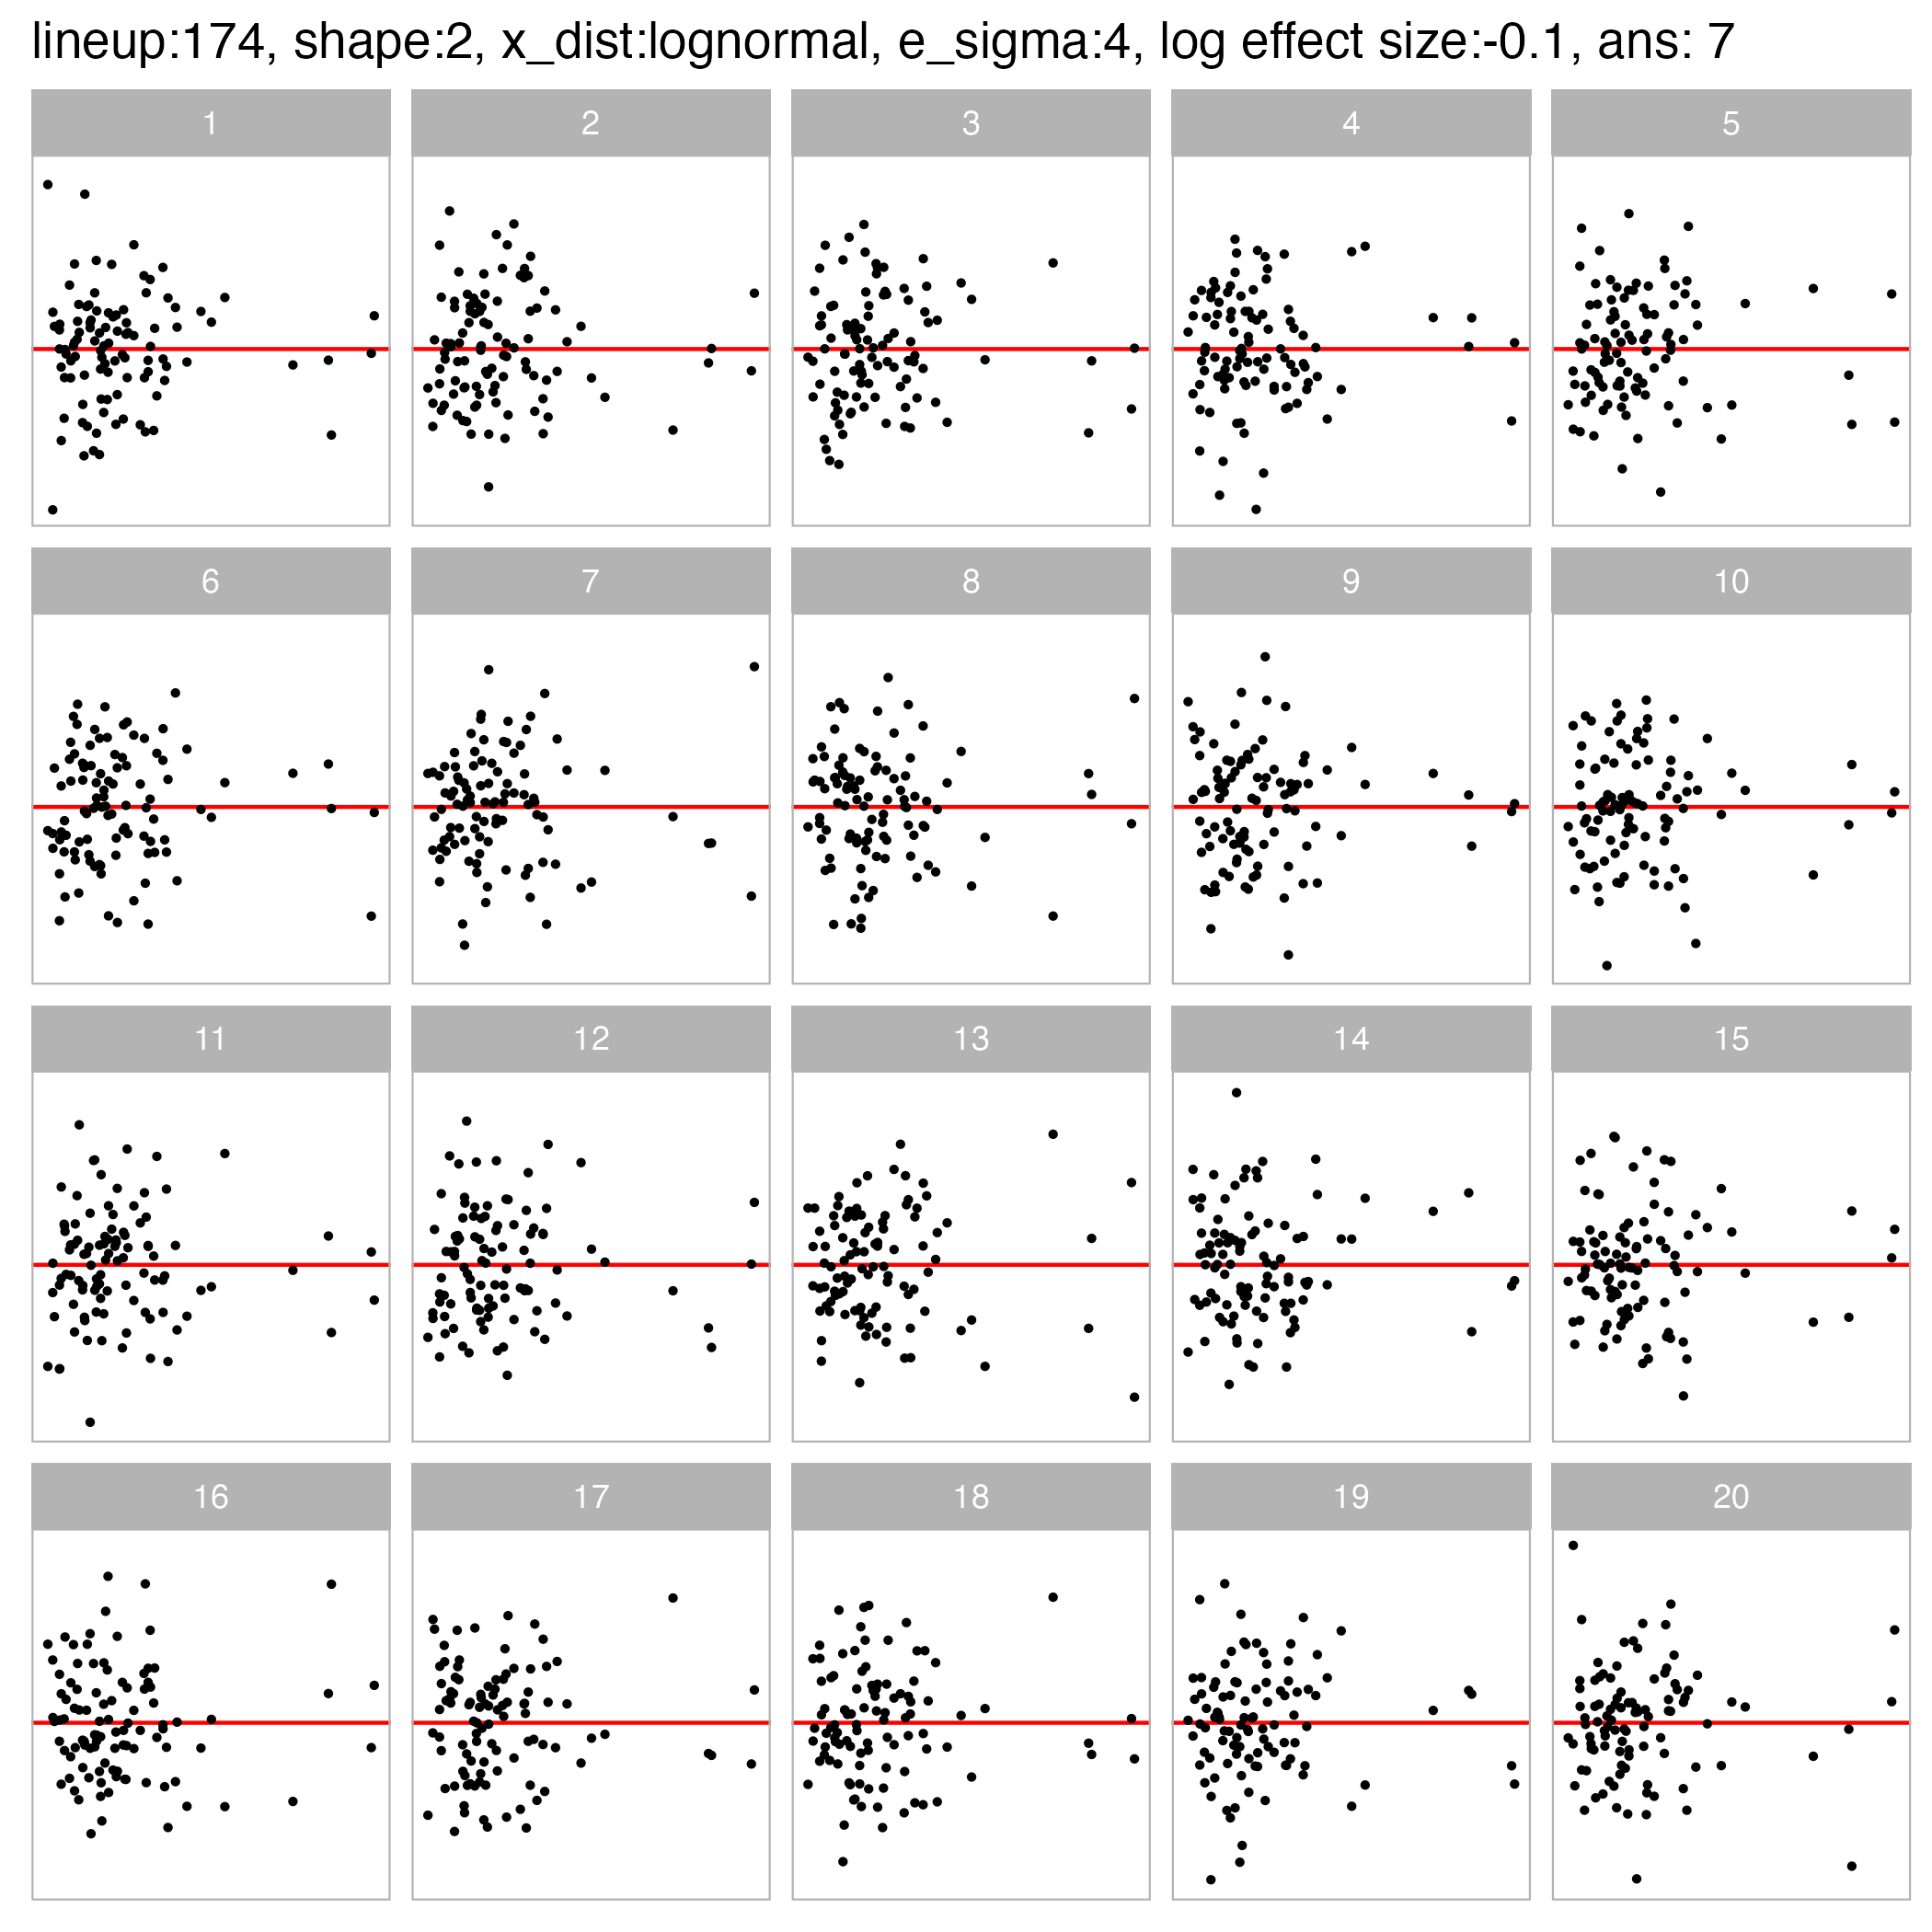 lineup:174, shape:2, x_dist:lognormal, e_sigma:4, log effect size:-0.1, ans: 7
1 2 3 4 5
6 7 8 9 10
11 12 13 14 15
16 17 18 19 20